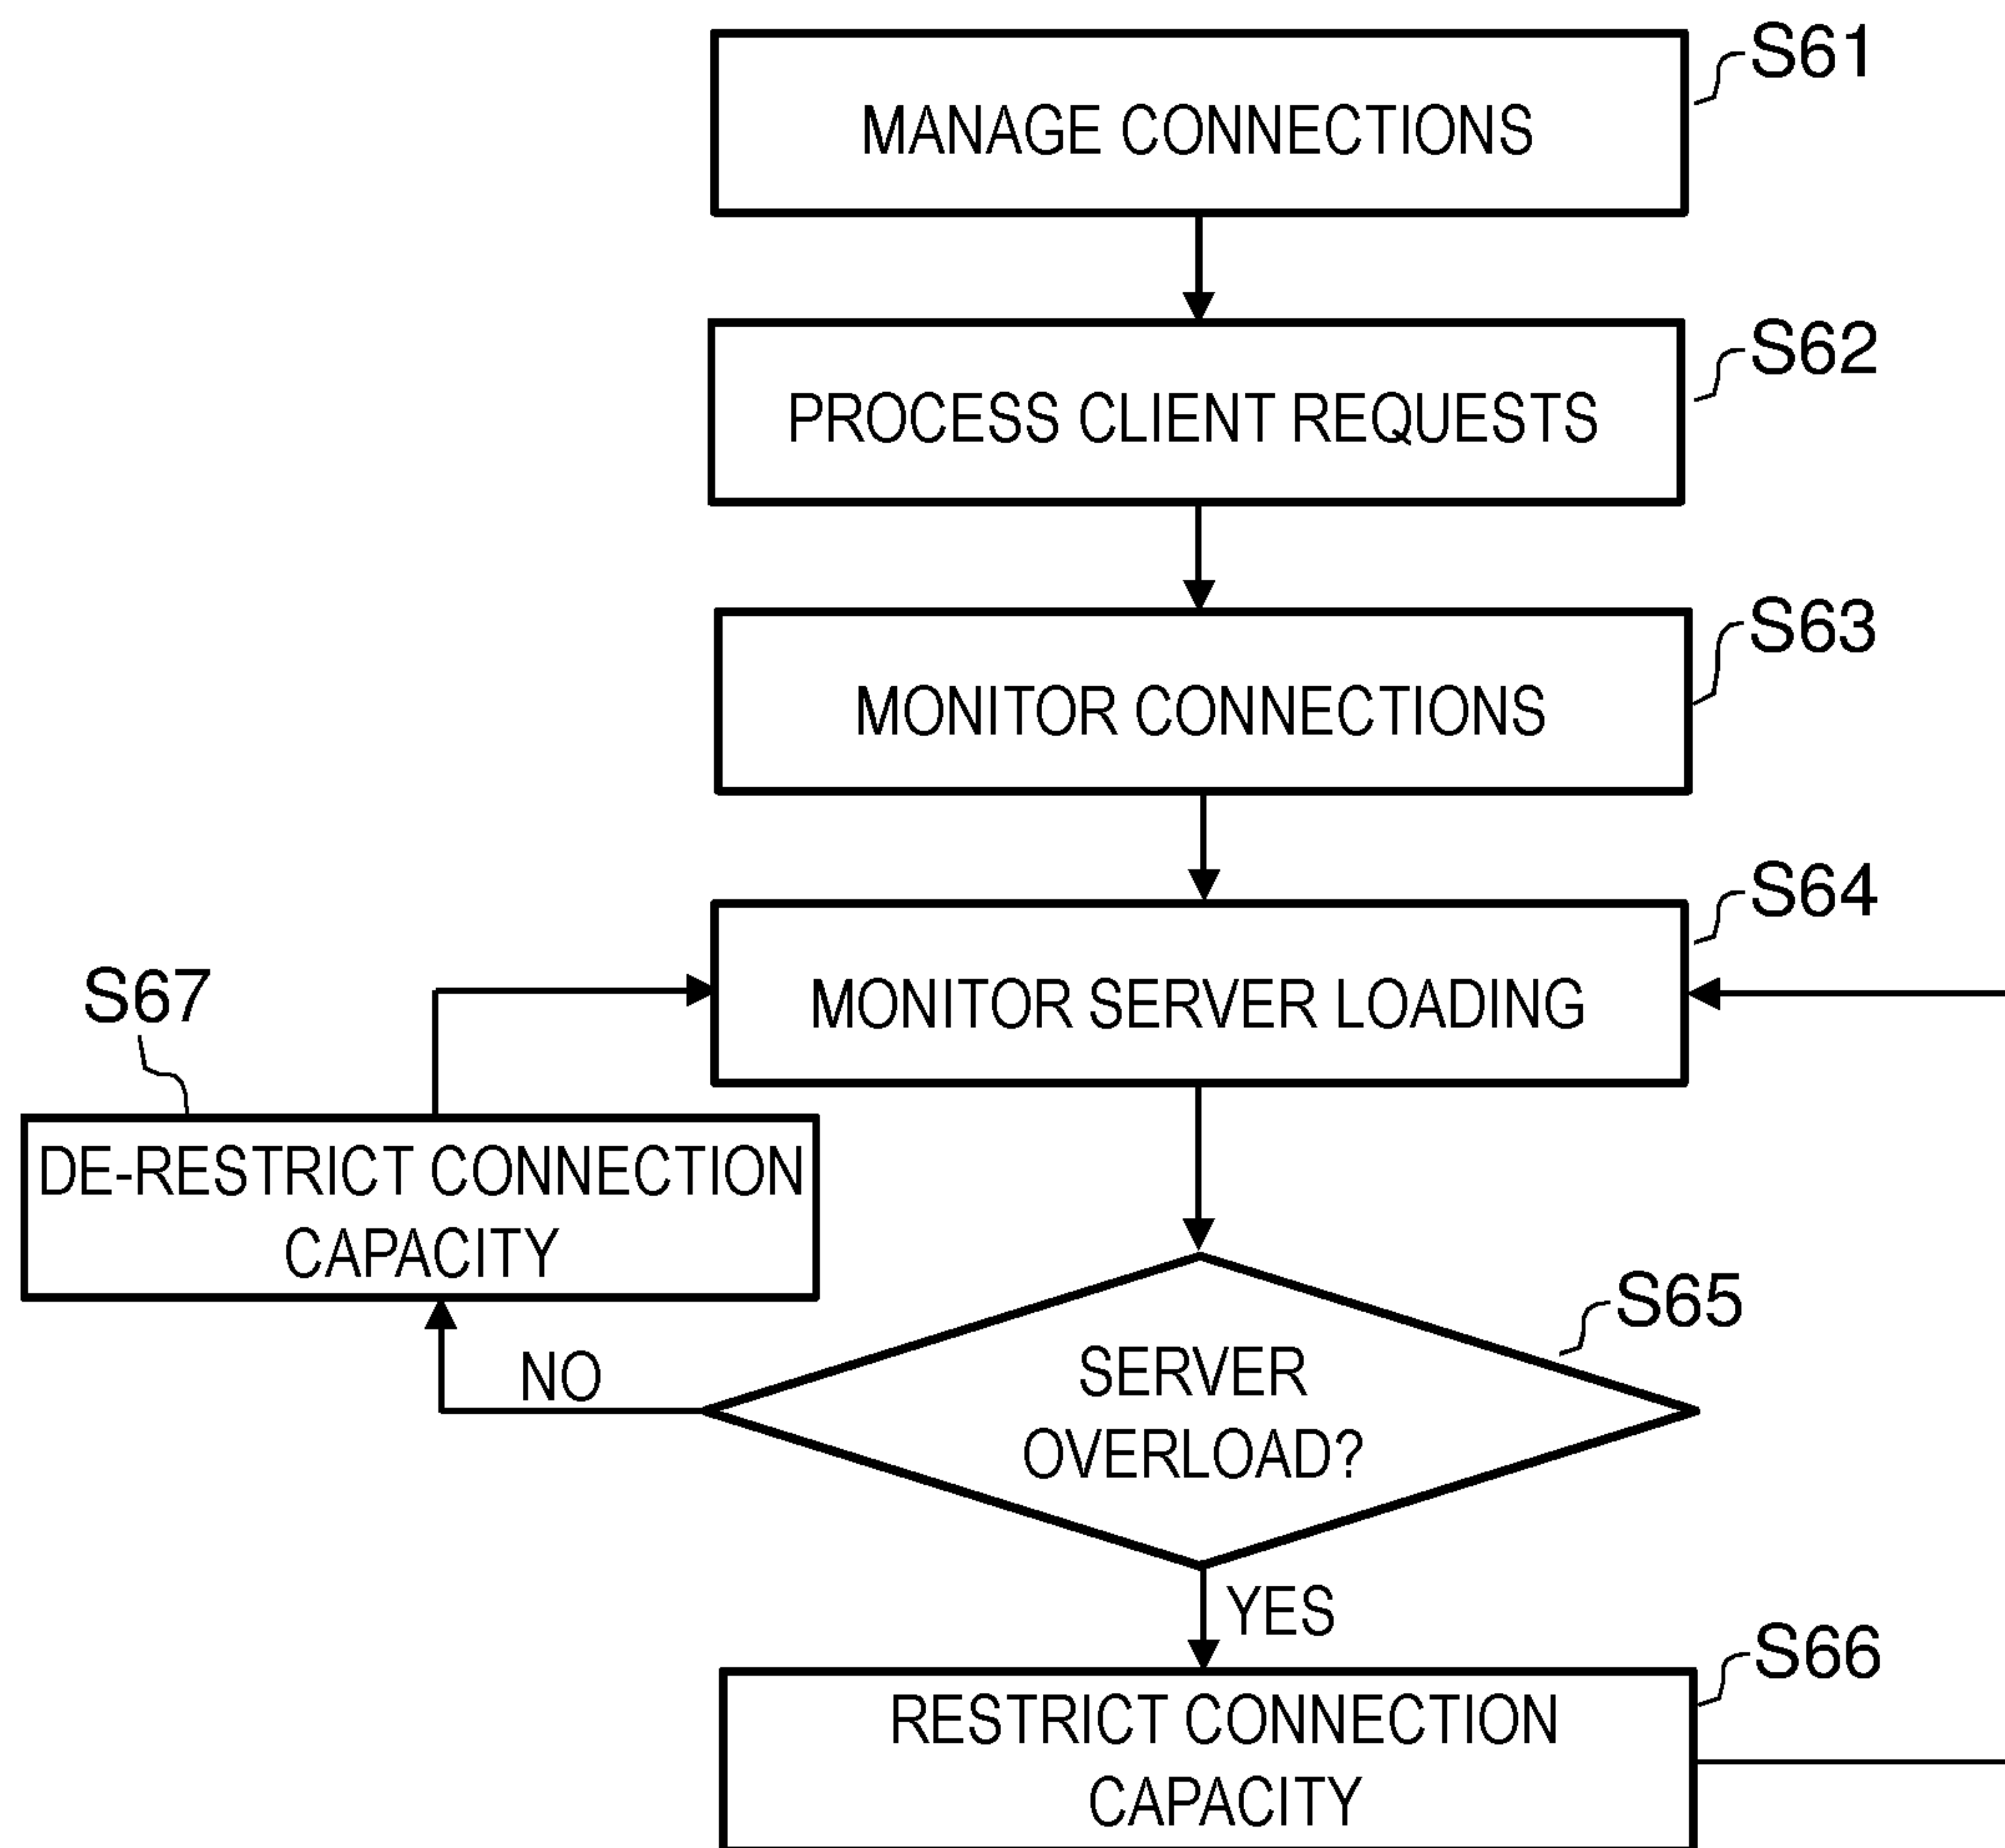 S61
MANAGE CONNECTIONS
S62
PROCESS CLIENT REQUESTS
S63
MONITOR CONNECTIONS
S64
MONITOR SERVER LOADING
S67
DE-RESTRICT CONNECTION
CAPACITY
S65
SERVER
OVERLOAD?
NO
YES
S66
RESTRICT CONNECTION
CAPACITY